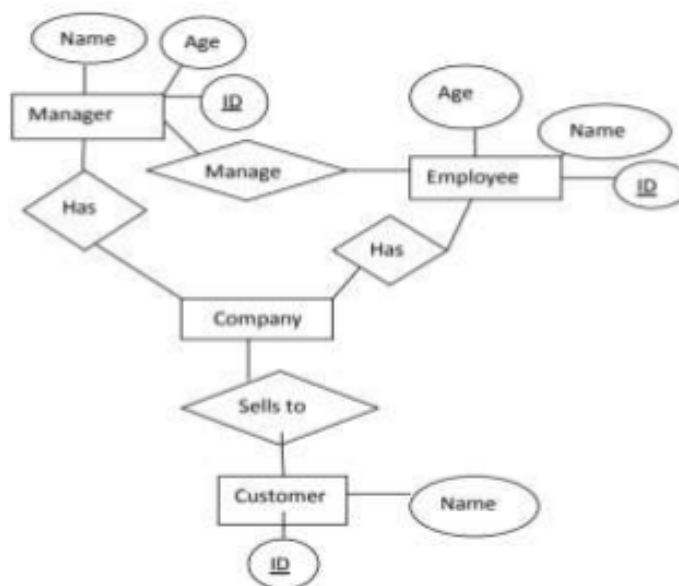 Name
Age
ID
Manager
Age
Name
Manage
Employee
ID
Has
Has
Company
Sells to
Customer
Name
ID